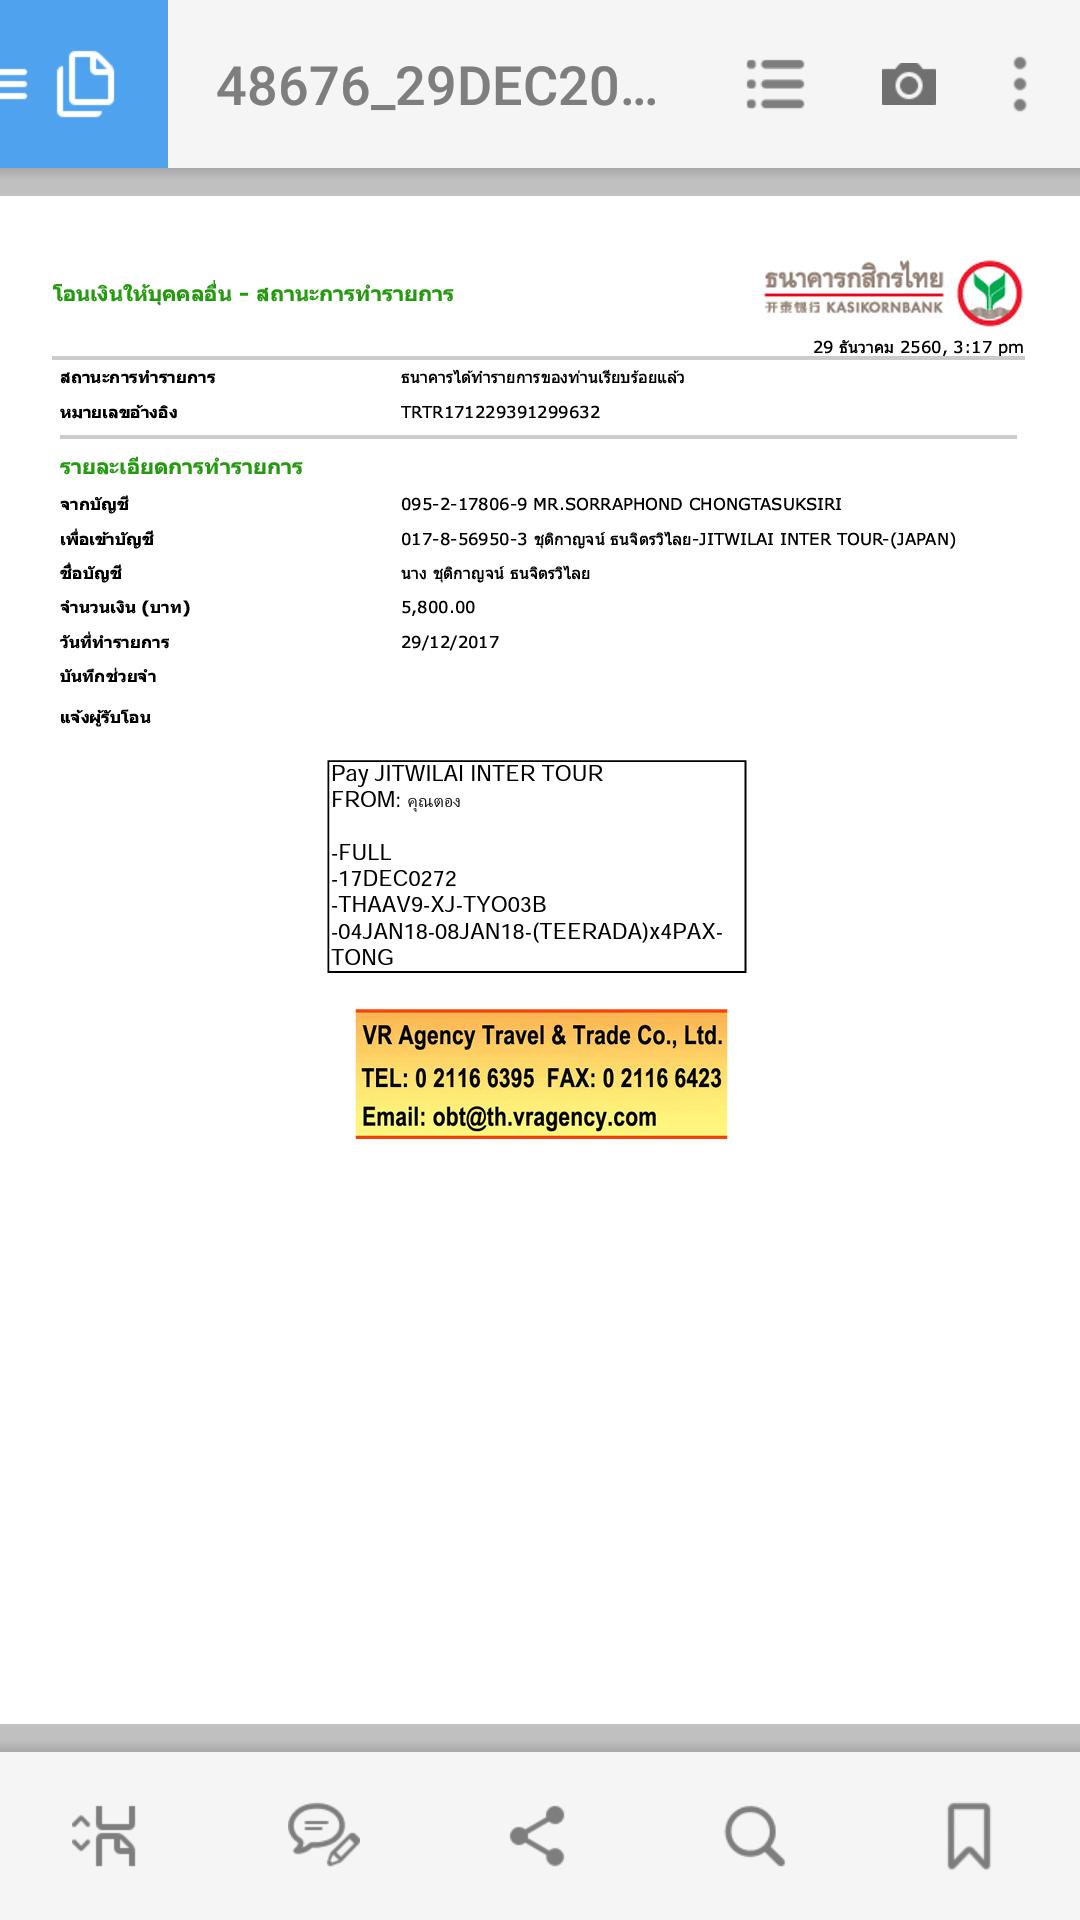 48676_29DEC20...
โอนเงินให้บุคคลอื่น - สถานะการทำรายการ
ธนาคารกสิกรไทย
开泰银行 KASIKORNBANK
29 ธันวาคม 2560, 3:17 pm
สถานะการทำรายการ ธนาคารได้ทำรายการของท่านเรียบร้อยแล้ว
หมายเลขอ้างอิง TRTR171229391299632
รายละเอียดการทำรายการ
จากบัญชี 095-2-17806-9 MR.SORRAPHOND CHONGTASUKSIRI
เพื่อเข้าบัญชี 017-8-56950-3 ชุติกาญจน์ ธนจิตรวิไลย-JITWILAI INTER TOUR-(JAPAN)
ชื่อบัญชี นาง ชุติกาญจน์ ธนจิตรวิไลย
จำนวนเงิน (บาท) 5,800.00
วันที่ทำรายการ 29/12/2017
บันทึกช่วยจำ
แจ้งผู้รับโอน
Pay JITWILAI INTER TOUR
FROM: คุณตอง
-FULL
-17DEC0272
-THAAV9-XJ-TYO03B
-04JAN18-08JAN18-(TEERADA)x4PAX-
TONG
VR Agency Travel & Trade Co., Ltd.
TEL: 0 2116 6395 FAX: 0 2116 6423
Email: obt@th.vragency.com